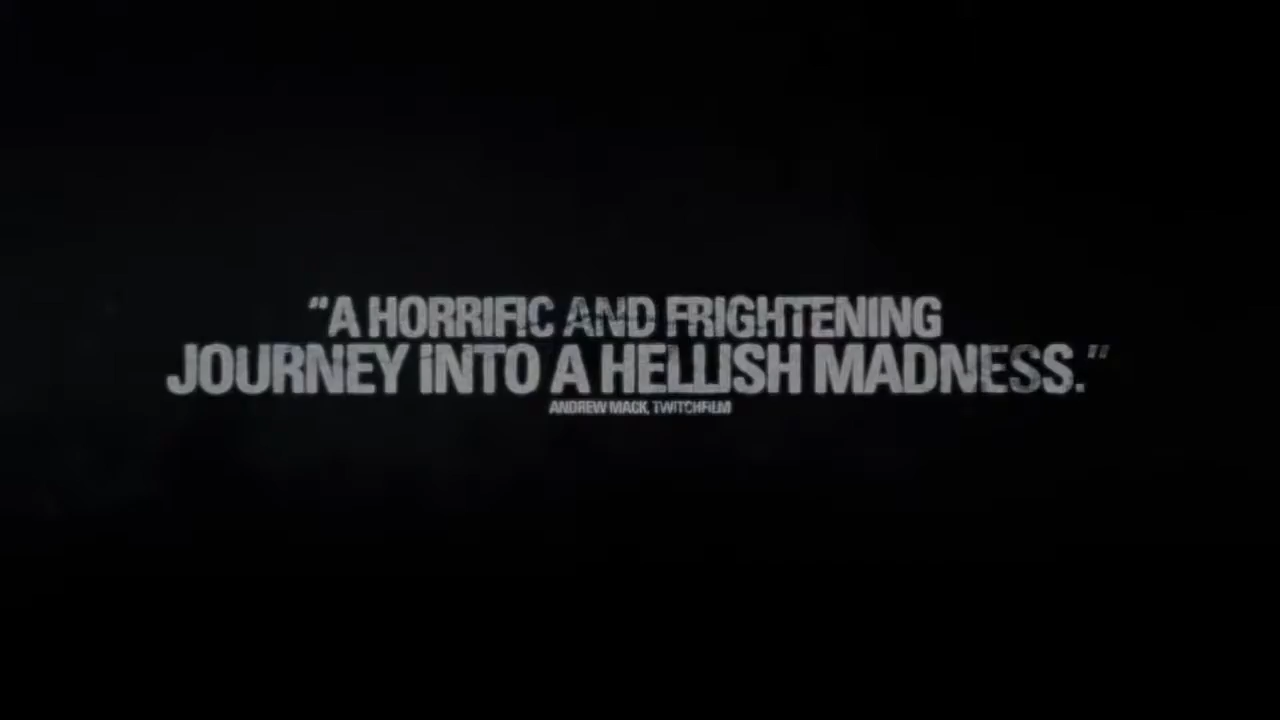 “A HORRIFIC AND FRIGHTENING
JOURNEY INTO A HELLISH MADNESS.”
ANDREW MACK, TWITCHFILM